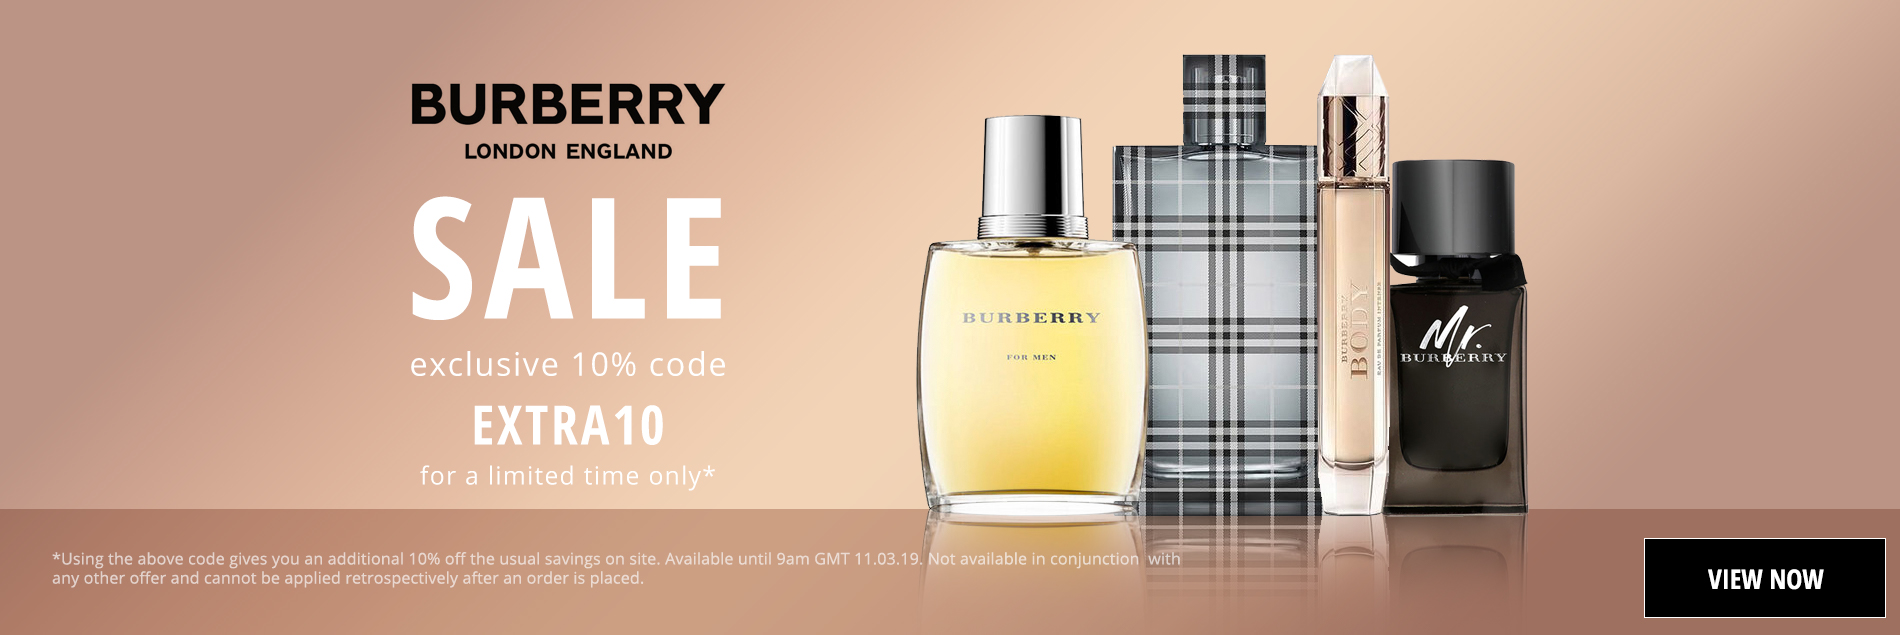 BURBERRY
LONDON ENGLAND
SALE
exclusive 10% code
EXTRA10
for a limited time only*
BURBERRY
FOR MEN
BURBERRY
BODY
EAU DE PARFUM INTENSE
Mr.
BURBERRY
*Using the above code gives you an additional 10% off the usual savings on site. Available until 9am GMT 11.03.19. Not available in conjunction with
any other offer and cannot be applied retrospectively after an order is placed.
VIEW NOW